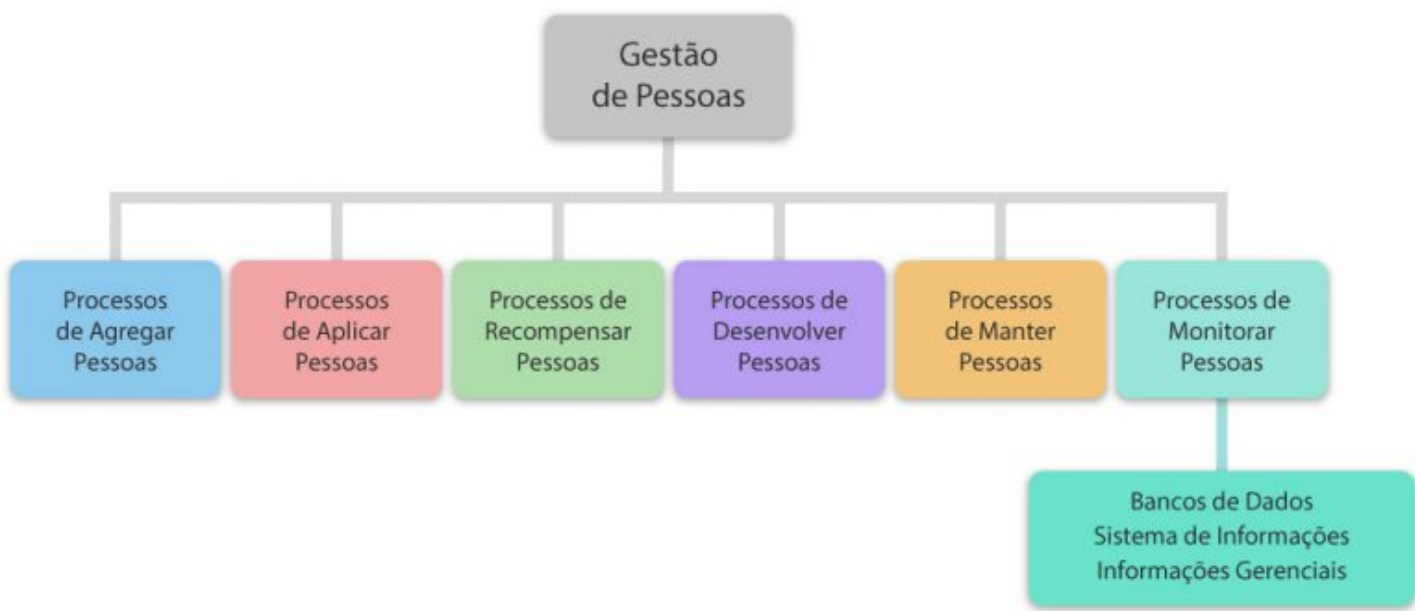 Gestão
de Pessoas
Processos
de Agregar
Pessoas
Processos
de Aplicar
Pessoas
Processos de
Recompensar
Pessoas
Processos de
Desenvolver
Pessoas
Processos
de Manter
Pessoas
Processos de
Monitorar
Pessoas
Bancos de Dados
Sistema de Informações
Informações Gerenciais